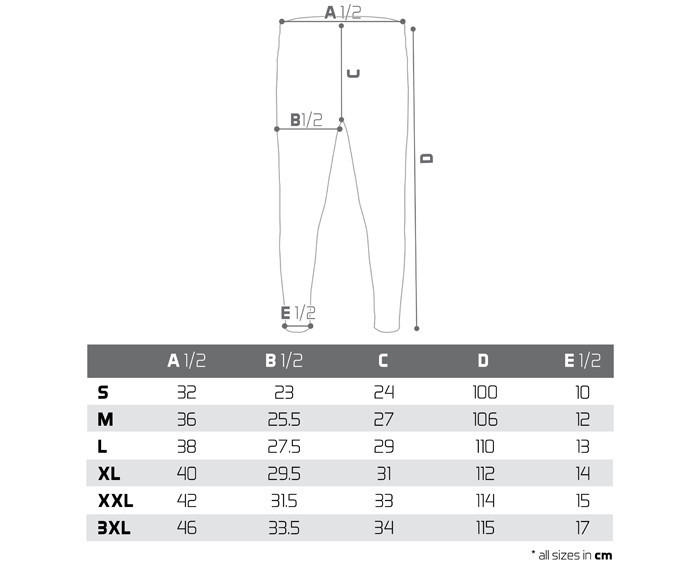 A 1/2
C
B 1/2
D
E 1/2
A 1/2 B 1/2 C D E 1/2
S 32 23 24 100 10
M 36 25.5 27 106 12
L 38 27.5 29 110 13
XL 40 29.5 31 112 14
XXL 42 31.5 33 114 15
3XL 46 33.5 34 115 17
* all sizes in cm